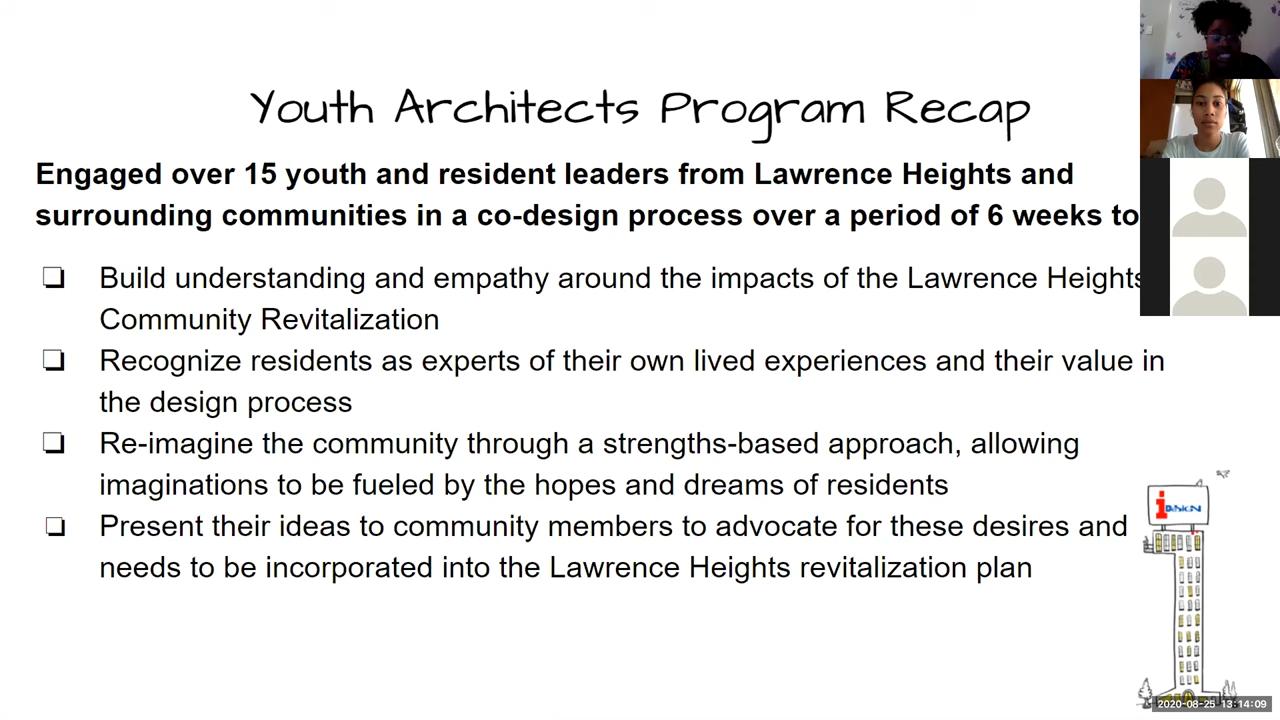 Youth Architects Program Recap
Engaged over 15 youth and resident leaders from Lawrence Heights and
surrounding communities in a co-design process over a period of 6 weeks to
Build understanding and empathy around the impacts of the Lawrence Heights
Community Revitalization
Recognize residents as experts of their own lived experiences and their value in
the design process
Re-imagine the community through a strengths-based approach, allowing
imaginations to be fueled by the hopes and dreams of residents
Present their ideas to community members to advocate for these desires and
needs to be incorporated into the Lawrence Heights revitalization plan
i DESIGN
2020-08-25 13:14:09